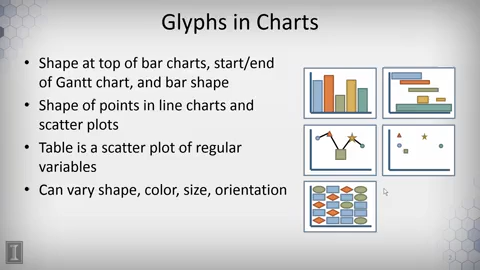 Glyphs in Charts
• Shape at top of bar charts, start/end
of Gantt chart, and bar shape
• Shape of points in line charts and
scatter plots
• Table is a scatter plot of regular
variables
• Can vary shape, color, size, orientation
I